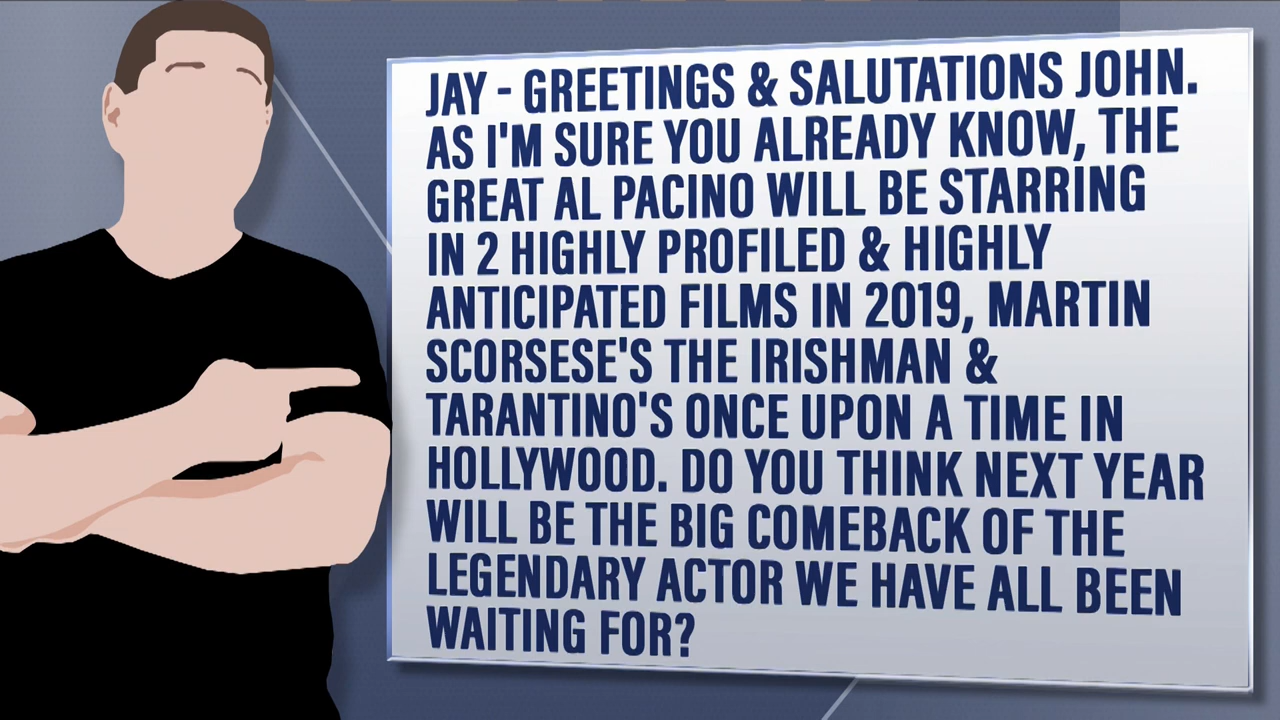 JAY - GREETINGS & SALUTATIONS JOHN.
AS I'M SURE YOU ALREADY KNOW, THE
GREAT AL PACINO WILL BE STARRING
IN 2 HIGHLY PROFILED & HIGHLY
ANTICIPATED FILMS IN 2019, MARTIN
SCORSESE'S THE IRISHMAN &
TARANTINO'S ONCE UPON A TIME IN
HOLLYWOOD. DO YOU THINK NEXT YEAR
WILL BE THE BIG COMEBACK OF THE
LEGENDARY ACTOR WE HAVE ALL BEEN
WAITING FOR?